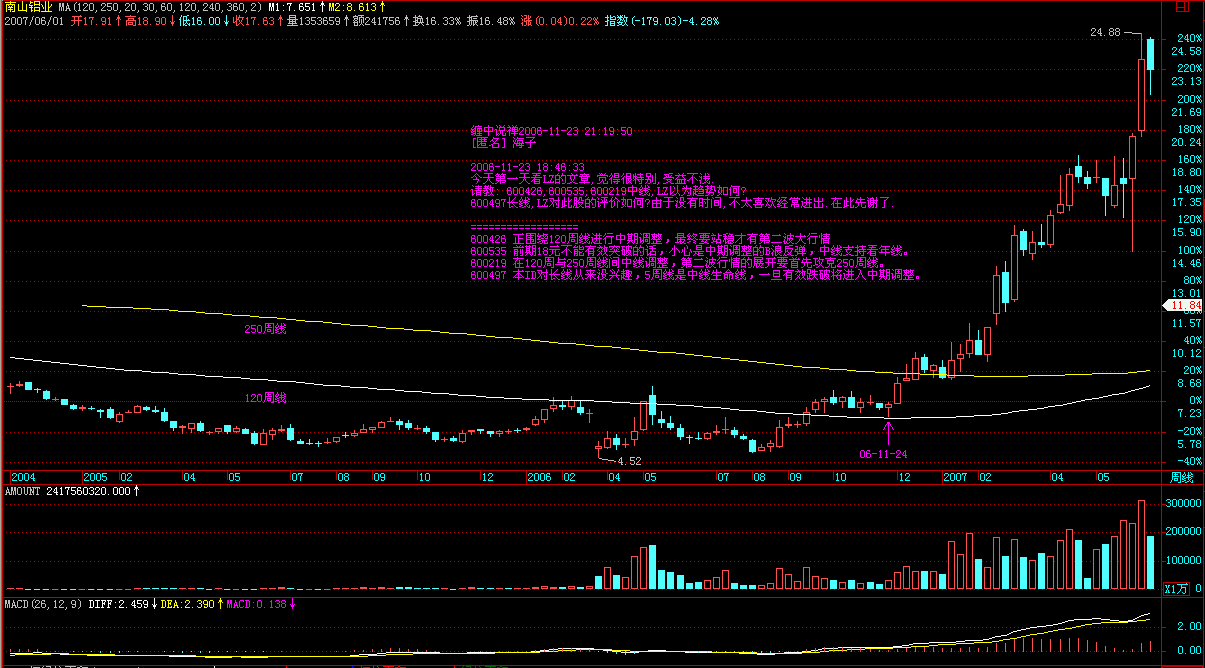 南山铝业 MA(120,250,20,30,60,120,240,360,2) M1:7.651↑M2:8.613↑
2007/06/01 开17.91↑高18.90↓低16.00↓收17.63↑量1353659↑额241756↑换16.33% 振16.48% 涨(0.04)0.22% 指数(-179.03)-4.28%
日
24.88
240%
24.58
220%
23.13
200%
21.69
180%
20.24
160%
18.80
140%
17.35
120%
15.90
100%
14.46
80%
13.01
11.84
11.57
40%
10.12
20%
8.68
0%
7.23
-20%
5.78
-40%
缠中说禅2006-11-23 21:19:50
[匿名] 海子
2006-11-23 18:46:33
今天第一天看LZ的文章,觉得很特别,受益不浅.
请教: 600428,600535,600219中线,LZ以为趋势如何?
600497长线,LZ对此股的评价如何?由于没有时间,不太喜欢经常进出.在此先谢了.
==================
600428 正围绕120周线进行中期调整，最终要站稳才有第二波大行情
600535 前期18元不能有效突破的话，小心是中期调整的B浪反弹，中线支持看年线。
600219 在120周与250周线间中线调整，第二波行情的展开要首先攻克250周线。
600497 本ID对长线从来没兴趣，5周线是中线生命线，一旦有效跌破将进入中期调整。
250周线
120周线
06-11-24
4.52
2004 2005 02 04 05 07 08 09 10 12 2006 02 04 05 07 08 09 10 12 2007 02 04 05 周线
AMOUNT 2417560320.000↑
300000
200000
100000
0
X1万
MACD(26,12,9) DIFF:2.459↓DEA:2.390↑MACD:0.138↓
2.00
0.00